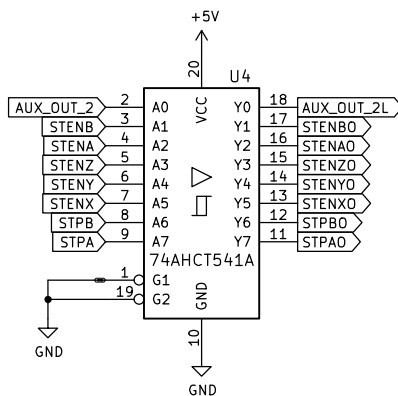 +5V
20
U4
VCC
AUX_OUT_2 2 A0 Y0 18 AUX_OUT_2L
STENB 3 A1 Y1 17 STENBO
STENA 4 A2 Y2 16 STENAO
STENZ 5 A3 Y3 15 STENZO
STENY 6 A4 Y4 14 STENYO
STENX 7 A5 Y5 13 STENXO
STPB 8 A6 Y6 12 STPBO
STPA 9 A7 Y7 11 STPAO
74AHCT541A
1 G1
19 G2
GND
10
GND
GND